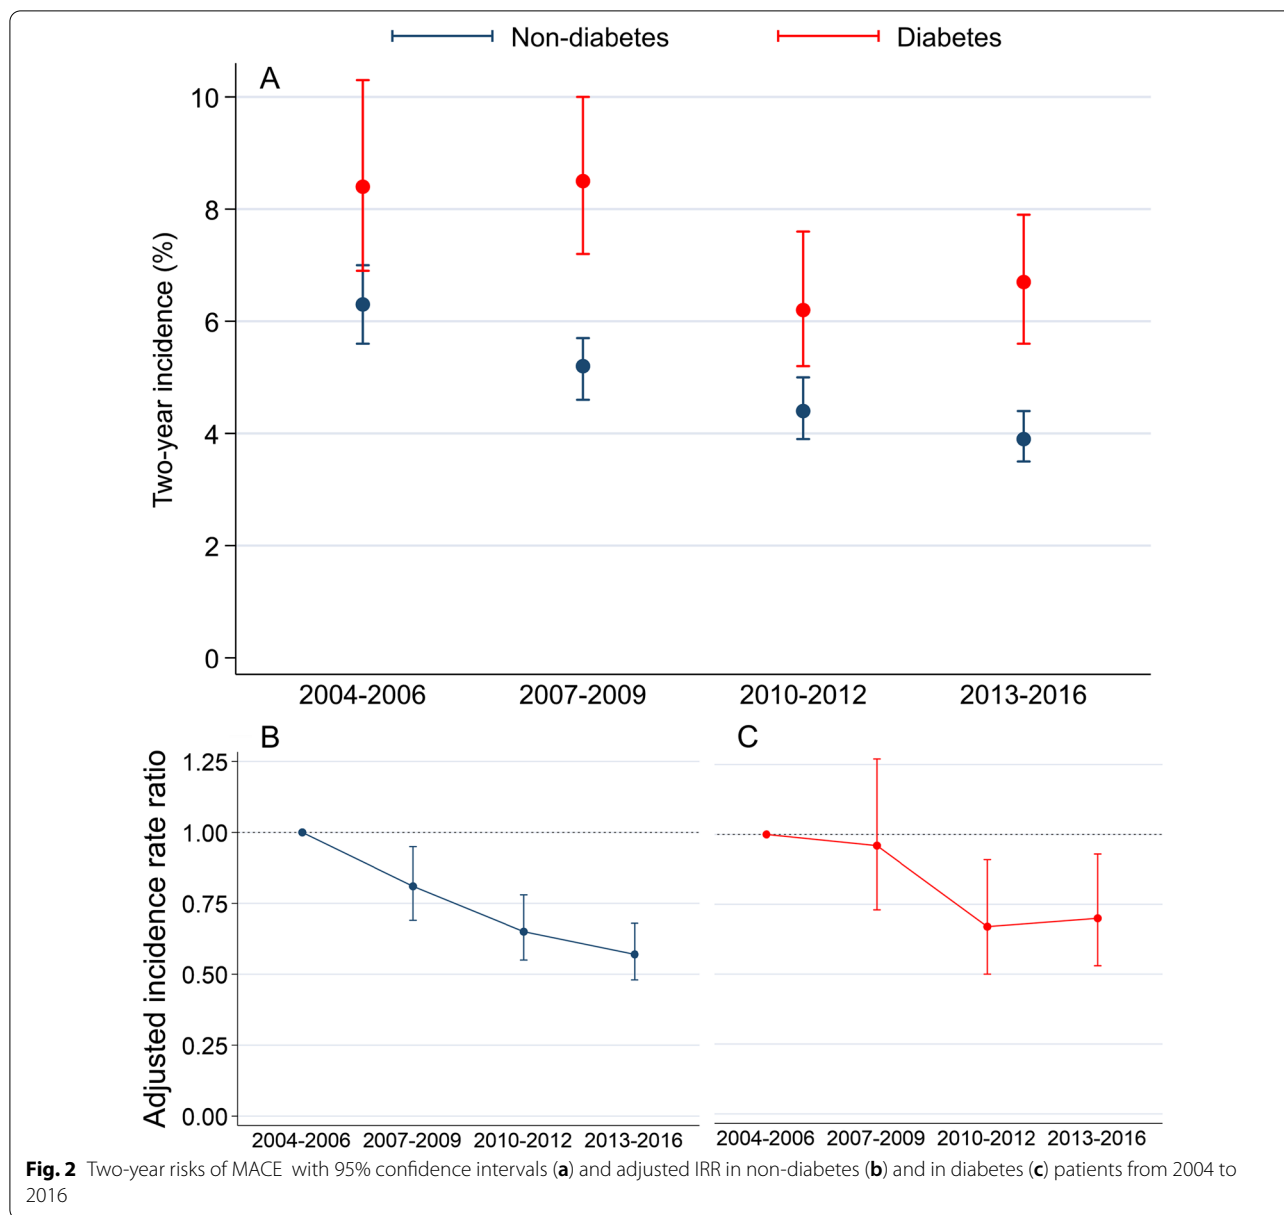 Non-diabetes Diabetes
A
Two-year incidence (%)
10
8
6
4
2
0
2004-2006 2007-2009 2010-2012 2013-2016
B
Adjusted incidence rate ratio
1.25
1.00
0.75
0.50
0.25
0.00
2004-2006 2007-2009 2010-2012 2013-2016
C
2004-2006 2007-2009 2010-2012 2013-2016
Fig. 2 Two-year risks of MACE with 95% confidence intervals (a) and adjusted IRR in non-diabetes (b) and in diabetes (c) patients from 2004 to
2016